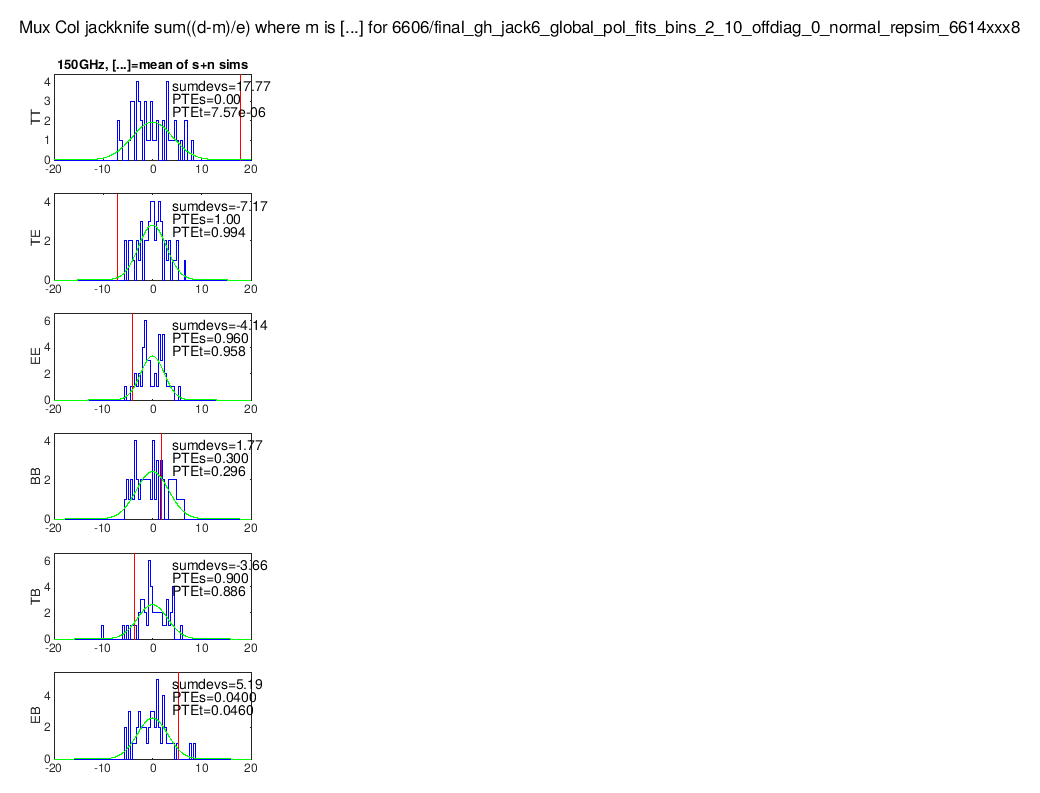 Mux Col jackknife sum((d-m)/e) where m is [...] for 6606/final_gh_jack6_global_pol_fits_bins_2_10_offdiag_0_normal_repsim_6614xxx8
150GHz, [...]=mean of s+n sims
sumdevs=17.77
PTEs=0.00
PTEt=7.57e-06
TT
4
3
2
1
0
-20 -10 0 10 20
sumdevs=-7.17
PTEs=1.00
PTEt=0.994
TE
4
2
0
-20 -10 0 10 20
sumdevs=-4.14
PTEs=0.960
PTEt=0.958
EE
6
4
2
0
-20 -10 0 10 20
sumdevs=1.77
PTEs=0.300
PTEt=0.296
BB
4
2
0
-20 -10 0 10 20
sumdevs=-3.66
PTEs=0.900
PTEt=0.886
TB
6
4
2
0
-20 -10 0 10 20
sumdevs=5.19
PTEs=0.0400
PTEt=0.0460
EB
4
2
0
-20 -10 0 10 20